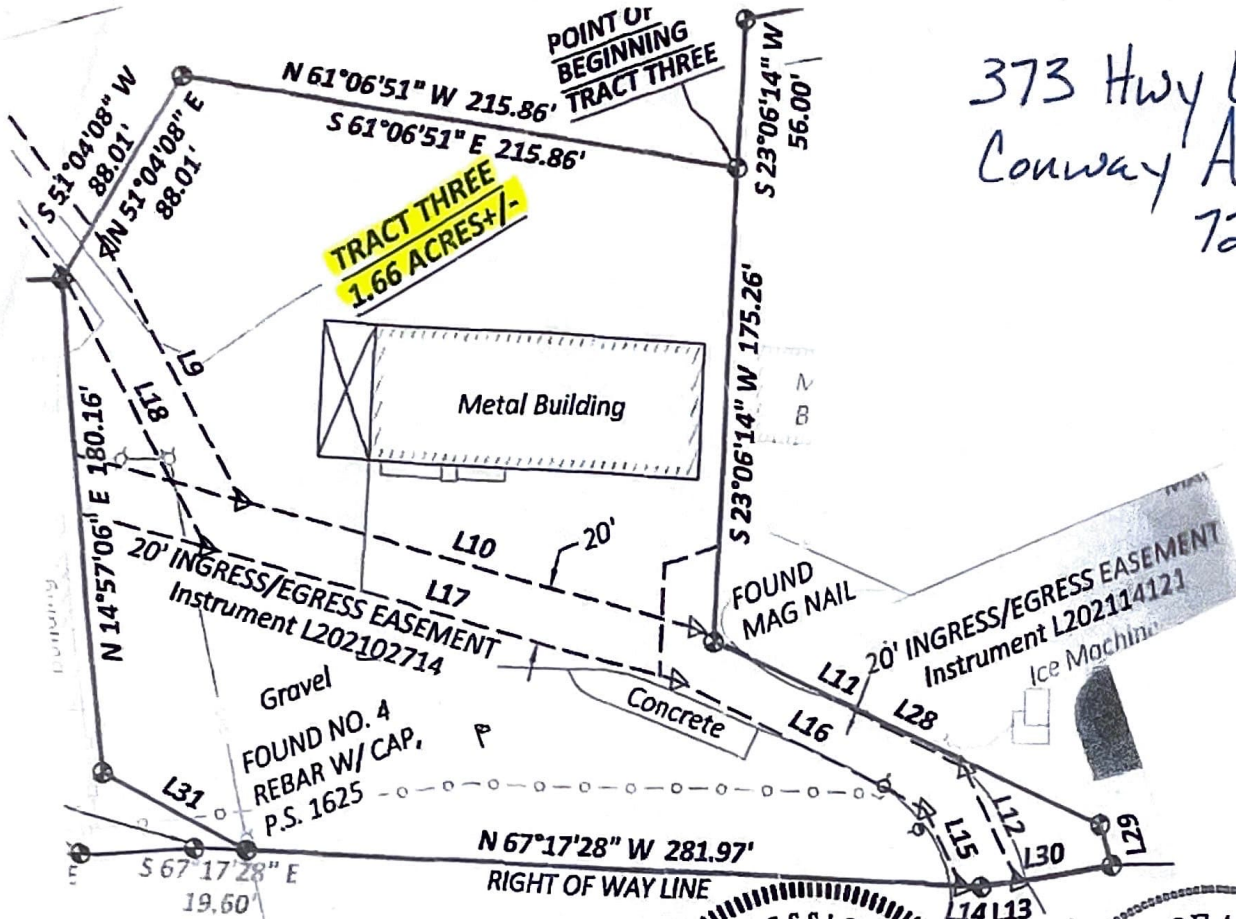 POINT OF
BEGINNING
TRACT THREE
S 23°06'14" W
56.00'
373 Hwy
Conway
N 61°06'51" W 215.86'
S 61°06'51" E 215.86'
S 51°04'08" W
88.01'
N 51°04'08" E
88.01'
TRACT THREE
1.66 ACRES+/-
S 23°06'14" W 175.26'
Metal Building
L9
L18
N 14°57'06" E 180.16'
L10
20'
L17
20' INGRESS/EGRESS EASEMENT
Instrument L202102714
FOUND
MAG NAIL
20' INGRESS/EGRESS EASEMENT
Instrument L202114121
Ice Machine
L11
L28
L16
Concrete
Gravel
FOUND NO. 4
REBAR W/ CAP,
P.S. 1625
L31
L12
L15
L29
L30
N 67°17'28" W 281.97'
RIGHT OF WAY LINE
S 67°17'28" E
19.60'
L14
L13